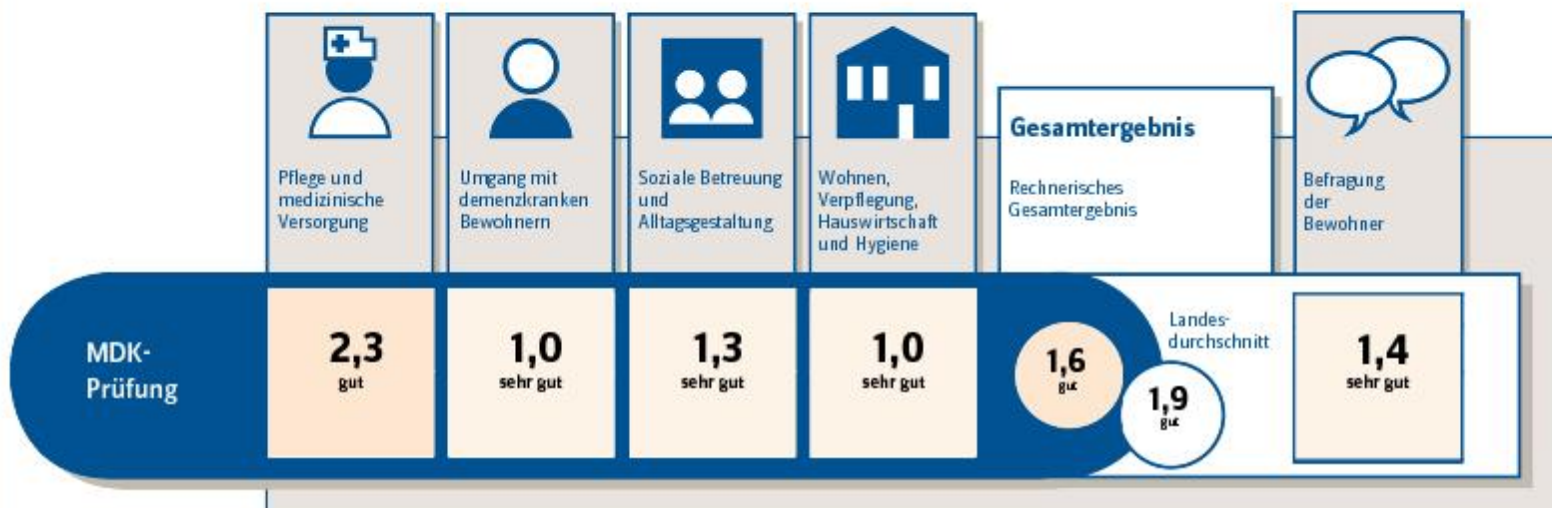 Pflege und
medizinische
Versorgung
Umgang mit
demenzkranken
Bewohnern
Soziale Betreuung
und
Alltagsgestaltung
Wohnen,
Verpflegung,
Hauswirtschaft
und Hygiene
Gesamtergebnis
Rechnerisches
Gesamtergebnis
Befragung
der
Bewohner
MDK-
Prüfung
2,3
gut
1,0
sehr gut
1,3
sehr gut
1,0
sehr gut
1,6
gut
Landes-
durchschnitt
1,9
gut
1,4
sehr gut